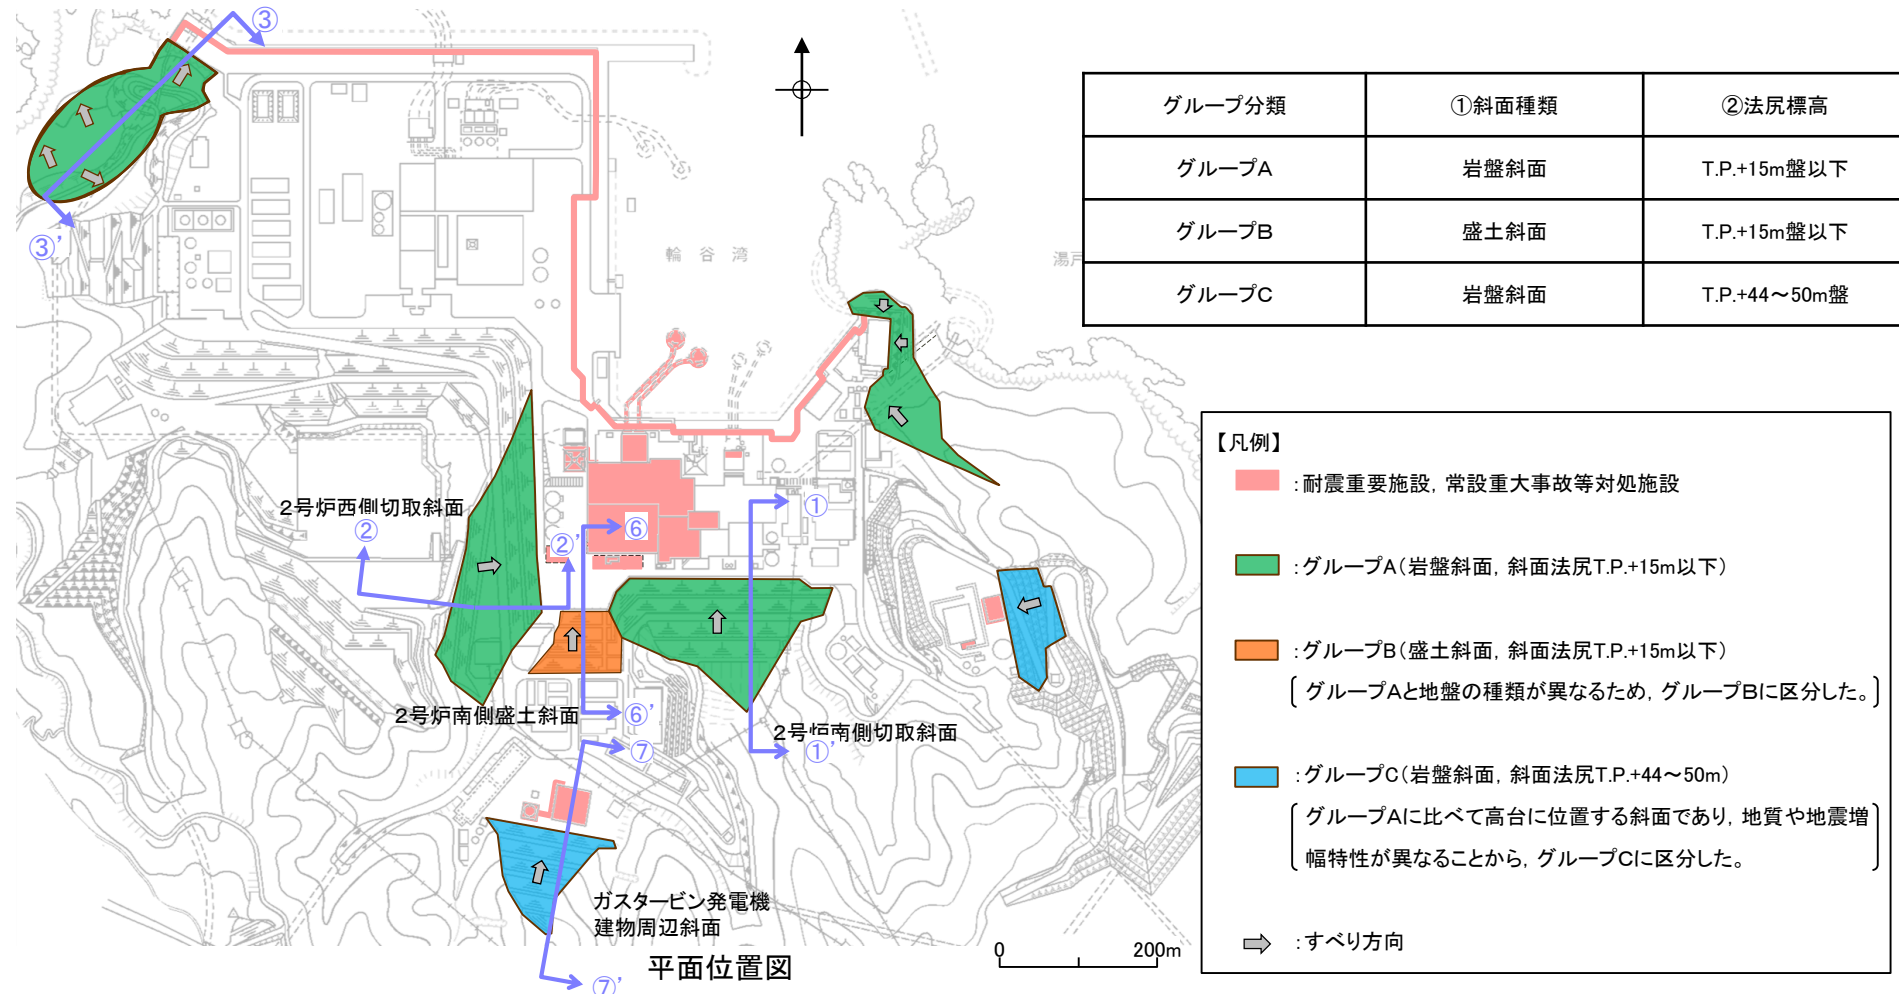 ③
③’
輪谷湾
湯戸
グループ分類 ①斜面種類 ②法尻標高
グループA 岩盤斜面 T.P.+15m盤以下
グループB 盛土斜面 T.P.+15m盤以下
グループC 岩盤斜面 T.P.+44～50m盤
2号炉西側切取斜面
②
②’
⑥
①
2号炉南側盛土斜面
⑥’
2号炉南側切取斜面
①’
⑦
ガスタービン発電機
建物周辺斜面
⑦’
平面位置図
0 200m
【凡例】
：耐震重要施設，常設重大事故等対処施設
：グループA（岩盤斜面，斜面法尻T.P.+15m以下）
：グループB（盛土斜面，斜面法尻T.P.+15m以下）
グループAと地盤の種類が異なるため，グループBに区分した。
：グループC（岩盤斜面，斜面法尻T.P.+44～50m）
グループAに比べて高台に位置する斜面であり，地質や地震増
幅特性が異なることから，グループCに区分した。
：すべり方向